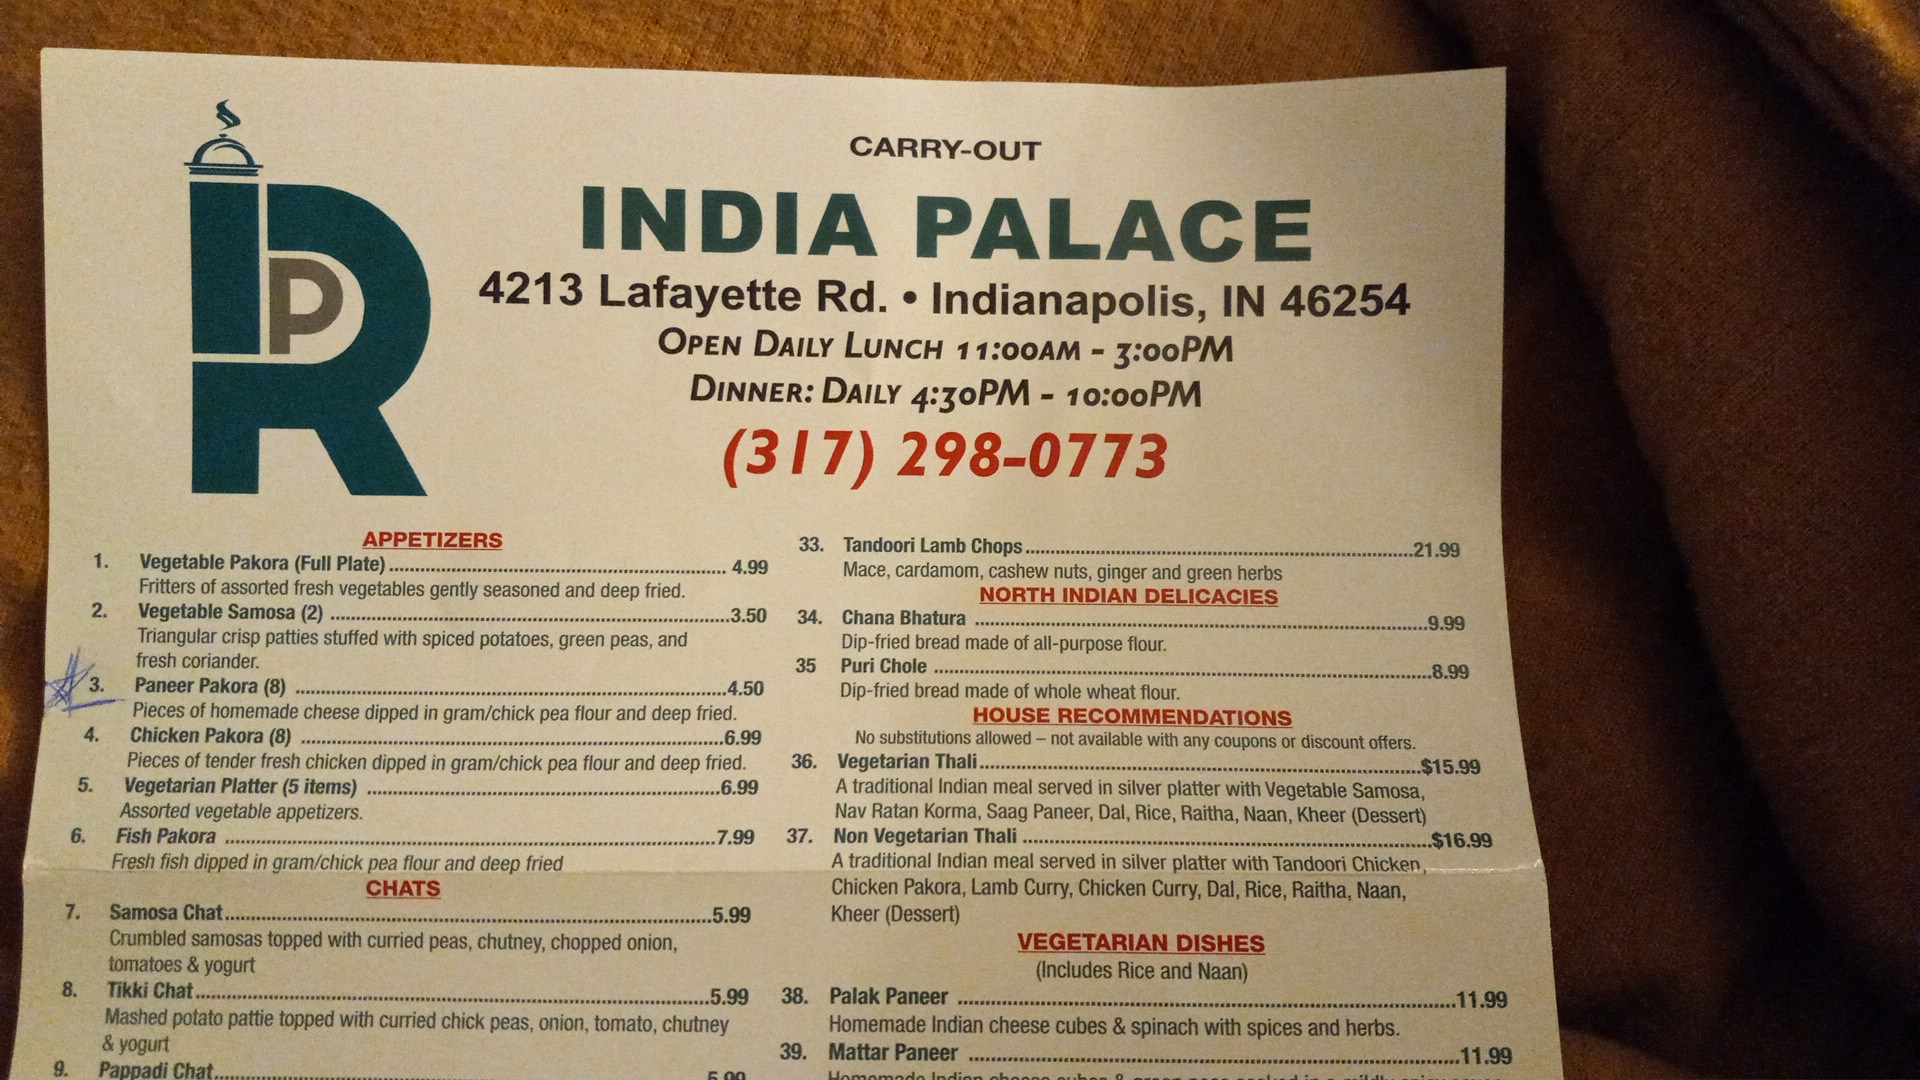 CARRY-OUT
INDIA PALACE
4213 Lafayette Rd. • Indianapolis, IN 46254
OPEN DAILY LUNCH 11:00AM - 3:00PM
DINNER: DAILY 4:30PM - 10:00PM
(317) 298-0773
IPR
APPETIZERS
1. Vegetable Pakora (Full Plate) 4.99
Fritters of assorted fresh vegetables gently seasoned and deep fried.
2. Vegetable Samosa (2) 3.50
Triangular crisp patties stuffed with spiced potatoes, green peas, and
fresh coriander.
3. Paneer Pakora (8) 4.50
Pieces of homemade cheese dipped in gram/chick pea flour and deep fried.
4. Chicken Pakora (8) 6.99
Pieces of tender fresh chicken dipped in gram/chick pea flour and deep fried.
5. Vegetarian Platter (5 items) 6.99
Assorted vegetable appetizers.
6. Fish Pakora 7.99
Fresh fish dipped in gram/chick pea flour and deep fried
CHATS
7. Samosa Chat 5.99
Crumbled samosas topped with curried peas, chutney, chopped onion,
tomatoes & yogurt
8. Tikki Chat 5.99
Mashed potato pattie topped with curried chick peas, onion, tomato, chutney
& yogurt
9. Pappadi Chat 5.99
33. Tandoori Lamb Chops 21.99
Mace, cardamom, cashew nuts, ginger and green herbs
NORTH INDIAN DELICACIES
34. Chana Bhatura 9.99
Dip-fried bread made of all-purpose flour.
35 Puri Chole 8.99
Dip-fried bread made of whole wheat flour.
HOUSE RECOMMENDATIONS
No substitutions allowed – not available with any coupons or discount offers.
36. Vegetarian Thali $15.99
A traditional Indian meal served in silver platter with Vegetable Samosa,
Nav Ratan Korma, Saag Paneer, Dal, Rice, Raitha, Naan, Kheer (Dessert)
37. Non Vegetarian Thali $16.99
A traditional Indian meal served in silver platter with Tandoori Chicken,
Chicken Pakora, Lamb Curry, Chicken Curry, Dal, Rice, Raitha, Naan,
Kheer (Dessert)
VEGETARIAN DISHES
(Includes Rice and Naan)
38. Palak Paneer 11.99
Homemade Indian cheese cubes & spinach with spices and herbs.
39. Mattar Paneer 11.99
Homemade Indian cheese cubes & green peas